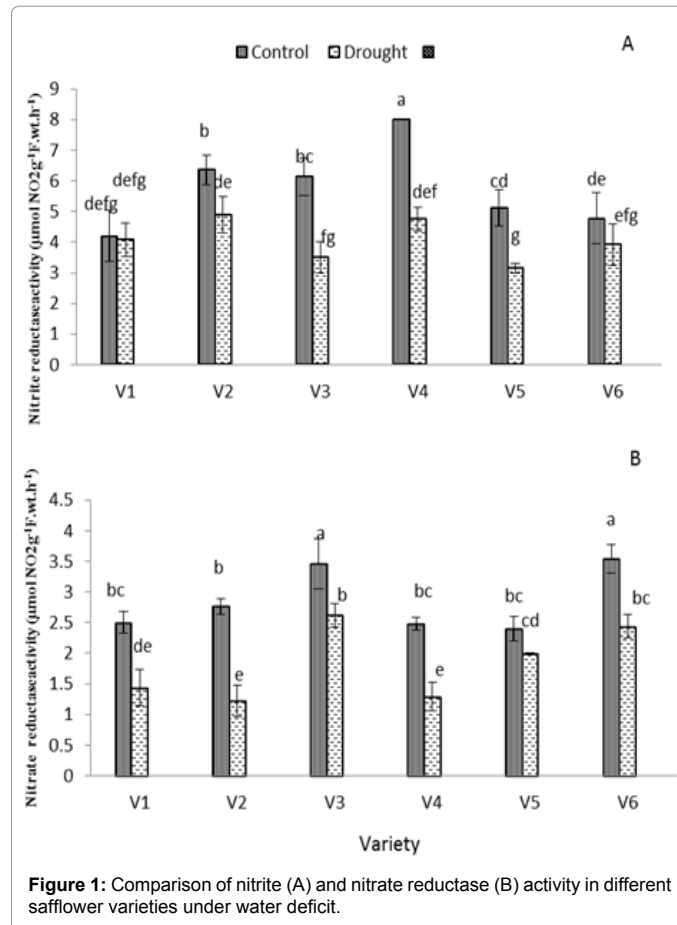 A
Control Drought
Nitrite reductaseactivity (µmol NO2g⁻¹F.wt.h⁻¹)
9
8
7
6
5
4
3
2
1
0
defg
defg
b
de
bc
fg
a
def
cd
g
de
efg
V1 V2 V3 V4 V5 V6
B
Nitrate reductaseactivity (µmol NO2g⁻¹F.wt.h⁻¹)
4.5
4
3.5
3
2.5
2
1.5
1
0.5
0
bc
de
b
e
a
b
bc
e
bc
cd
a
bc
V1 V2 V3 V4 V5 V6
Variety
Figure 1: Comparison of nitrite (A) and nitrate reductase (B) activity in different
safflower varieties under water deficit.